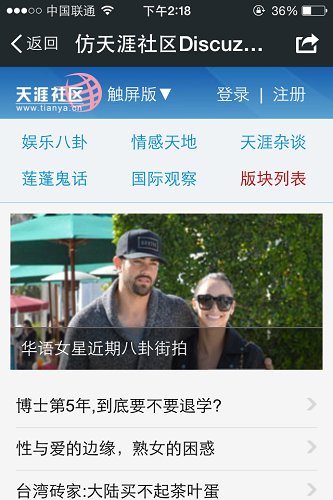 中国联通 下午2:18 36%
返回 仿天涯社区Discuz…
天涯社区 www.tianya.cn 触屏版▼ 登录 | 注册
娱乐八卦 情感天地 天涯杂谈
莲蓬鬼话 国际观察 版块列表
华语女星近期八卦街拍
博士第5年,到底要不要退学?
性与爱的边缘，熟女的困惑
台湾砖家:大陆买不起茶叶蛋